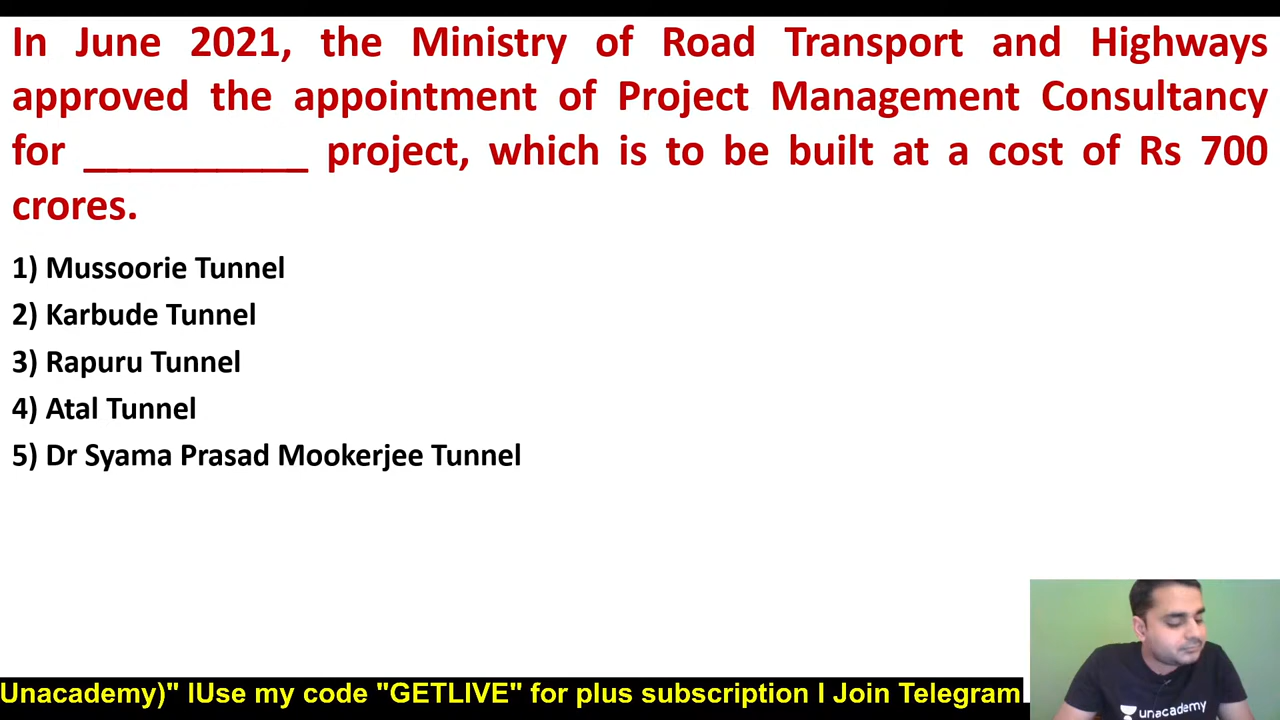 In June 2021, the Ministry of Road Transport and Highways
approved the appointment of Project Management Consultancy
for __________ project, which is to be built at a cost of Rs 700
crores.
1) Mussoorie Tunnel
2) Karbude Tunnel
3) Rapuru Tunnel
4) Atal Tunnel
5) Dr Syama Prasad Mookerjee Tunnel
unacademy
Unacademy)" IUse my code "GETLIVE" for plus subscription I Join Telegram